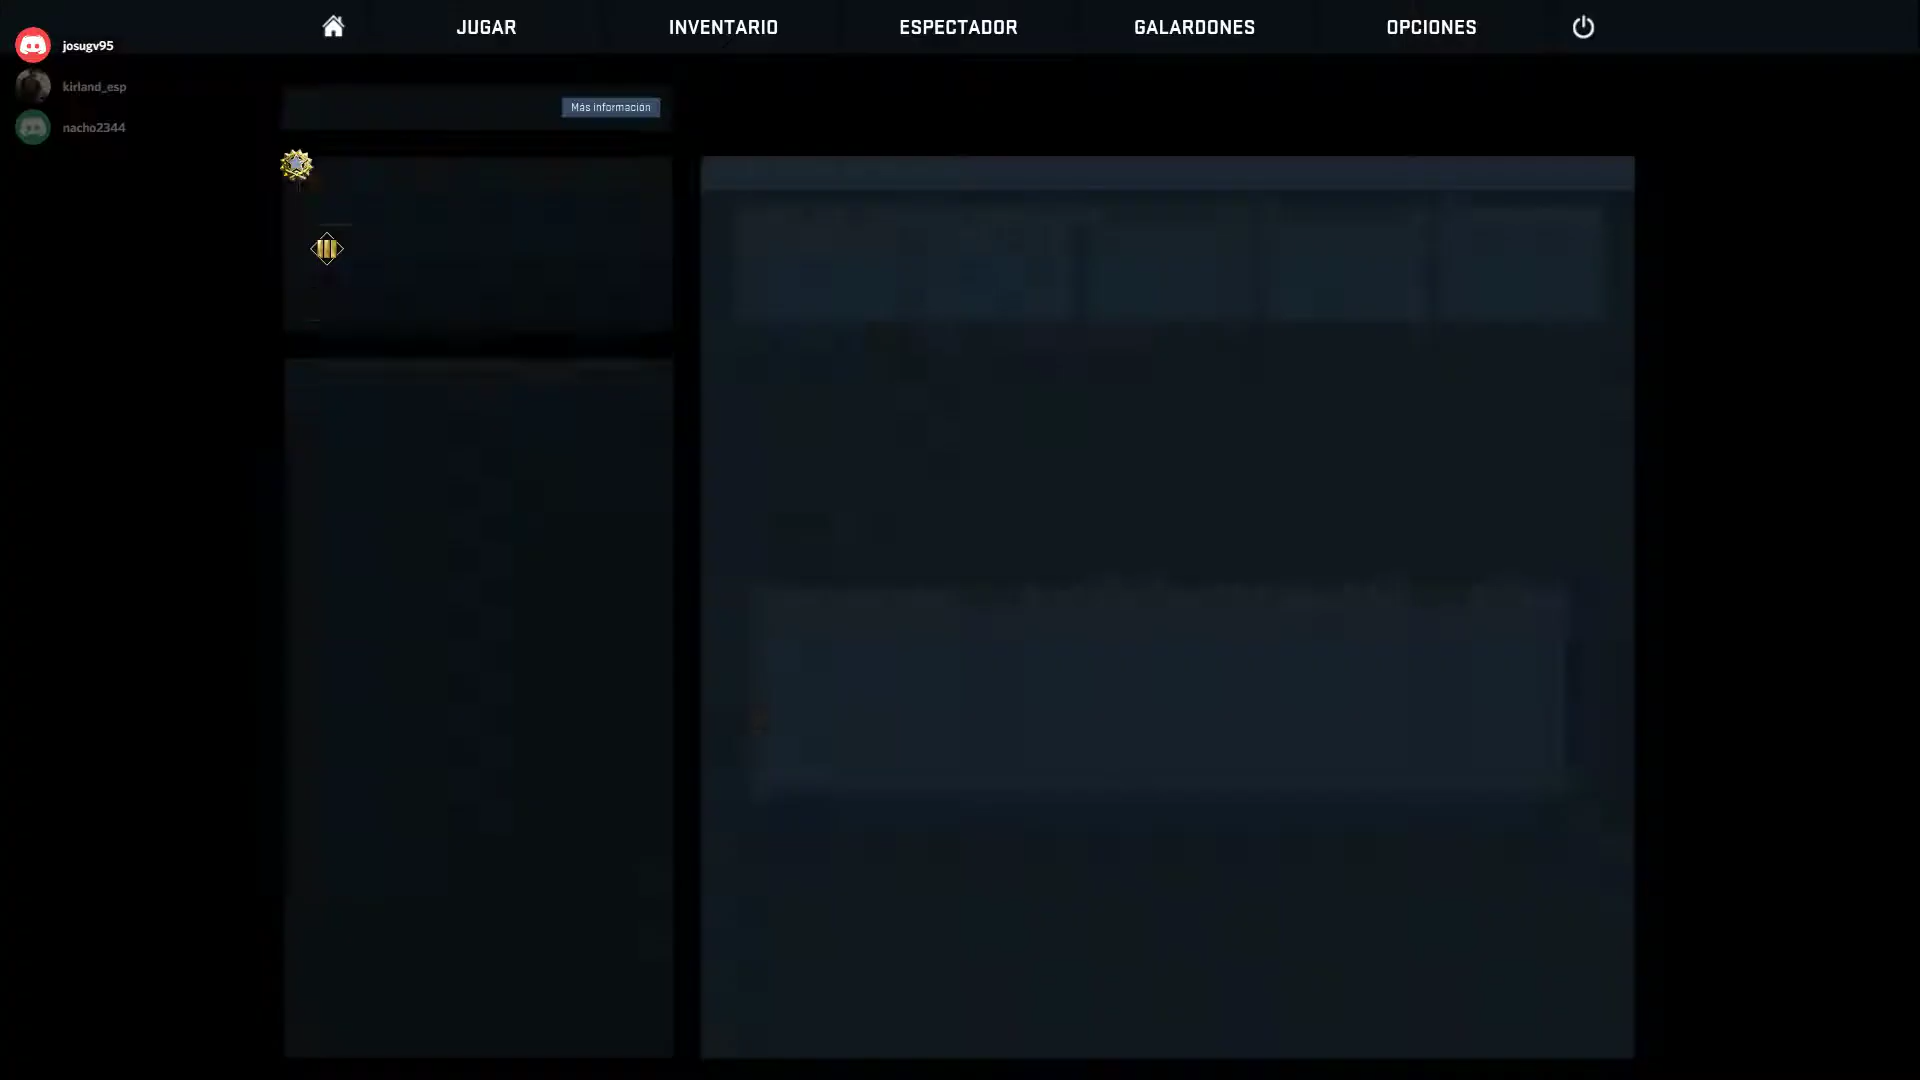 JUGAR INVENTARIO ESPECTADOR GALARDONES OPCIONES
josugv95
kirland_esp
nacho2344
Más información